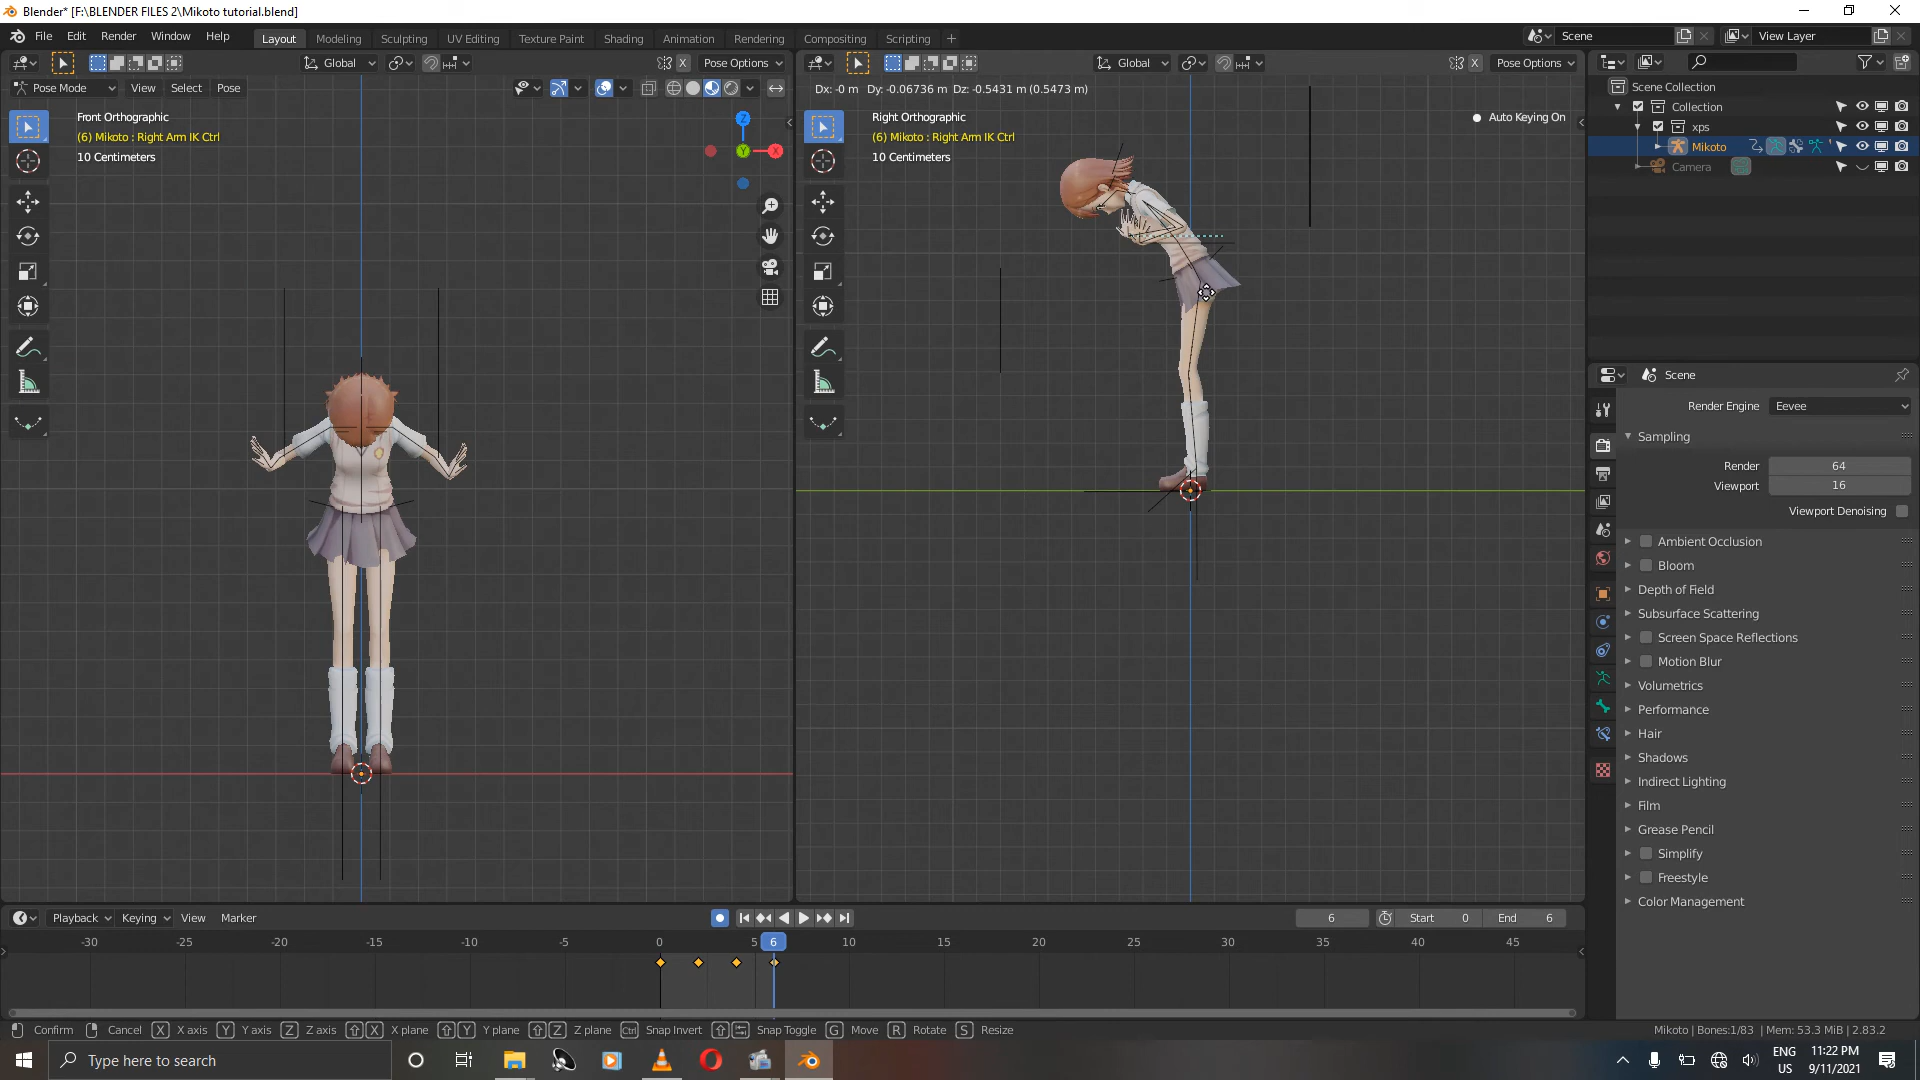 Blender* [F:\BLENDER FILES 2\Mikoto tutorial.blend]
File Edit Render Window Help Layout Modeling Sculpting UV Editing Texture Paint Shading Animation Rendering Compositing Scripting + Scene View Layer
Global X Pose Options Global X Pose Options
Pose Mode View Select Pose Dx: -0 m Dy: -0.06736 m Dz: -0.5431 m (0.5473 m)
Front Orthographic
(6) Mikoto : Right Arm IK Ctrl
10 Centimeters
Z
Y
X
Right Orthographic
(6) Mikoto : Right Arm IK Ctrl
10 Centimeters
Auto Keying On
Scene Collection
Collection
xps
Mikoto
Camera
Scene
Render Engine Eevee
Sampling
Render 64
Viewport 16
Viewport Denoising
Ambient Occlusion
Bloom
Depth of Field
Subsurface Scattering
Screen Space Reflections
Motion Blur
Volumetrics
Performance
Hair
Shadows
Indirect Lighting
Film
Grease Pencil
Simplify
Freestyle
Color Management
Playback Keying View Marker 6 Start 0 End 6
-30 -25 -20 -15 -10 -5 0 5 6 10 15 20 25 30 35 40 45
Confirm Cancel X X axis Y Y axis Z Z axis X X plane Y Y plane Z Z plane Ctrl Snap Invert Snap Toggle G Move R Rotate S Resize Mikoto | Bones:1/83 | Mem: 53.3 MiB | 2.83.2
Type here to search
ENG
US
11:22 PM
9/11/2021